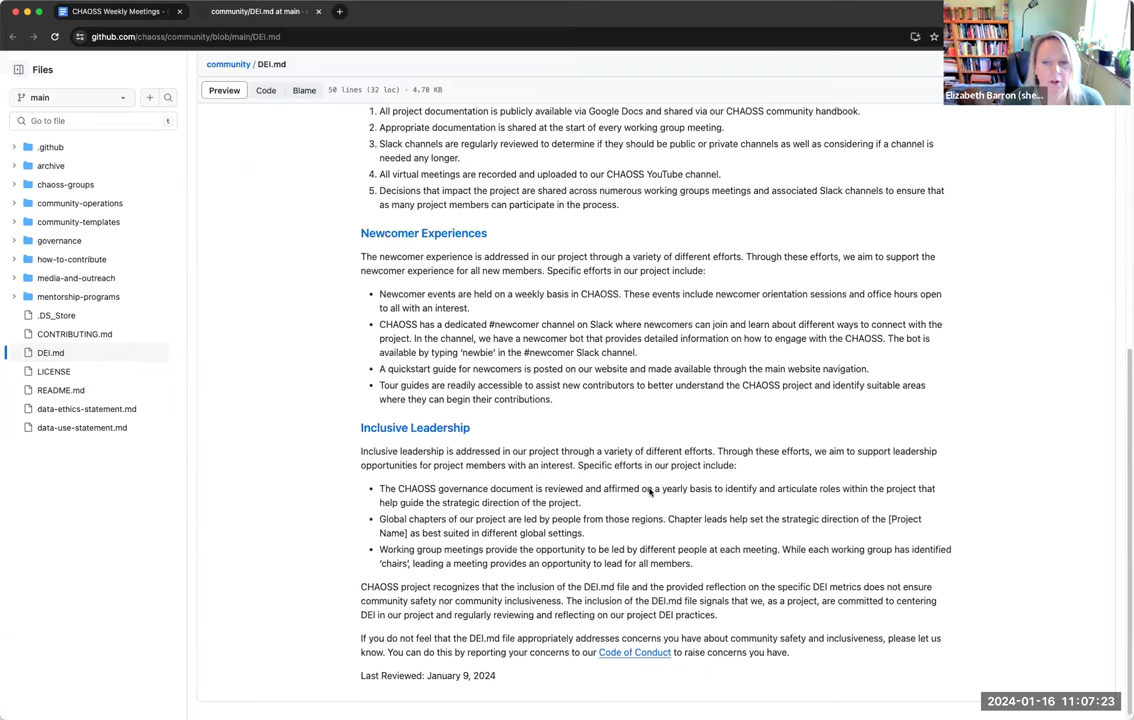 CHAOSS Weekly Meetings -
community/DEI.md at main
github.com/chaoss/community/blob/main/DEI.md
Elizabeth Barron (she...
Files
main
Go to file
t
.github
archive
chaoss-groups
community-operations
community-templates
governance
how-to-contribute
media-and-outreach
mentorship-programs
.DS_Store
CONTRIBUTING.md
DEI.md
LICENSE
README.md
data-ethics-statement.md
data-use-statement.md
community / DEI.md
Preview Code Blame 50 lines (32 loc) · 4.78 KB
1. All project documentation is publicly available via Google Docs and shared via our CHAOSS community handbook.
2. Appropriate documentation is shared at the start of every working group meeting.
3. Slack channels are regularly reviewed to determine if they should be public or private channels as well as considering if a channel is
needed any longer.
4. All virtual meetings are recorded and uploaded to our CHAOSS YouTube channel.
5. Decisions that impact the project are shared across numerous working groups meetings and associated Slack channels to ensure that
as many project members can participate in the process.
Newcomer Experiences
The newcomer experience is addressed in our project through a variety of different efforts. Through these efforts, we aim to support the
newcomer experience for all new members. Specific efforts in our project include:
• Newcomer events are held on a weekly basis in CHAOSS. These events include newcomer orientation sessions and office hours open
to all with an interest.
• CHAOSS has a dedicated #newcomer channel on Slack where newcomers can join and learn about different ways to connect with the
project. In the channel, we have a newcomer bot that provides detailed information on how to engage with the CHAOSS. The bot is
available by typing 'newbie' in the #newcomer Slack channel.
• A quickstart guide for newcomers is posted on our website and made available through the main website navigation.
• Tour guides are readily accessible to assist new contributors to better understand the CHAOSS project and identify suitable areas
where they can begin their contributions.
Inclusive Leadership
Inclusive leadership is addressed in our project through a variety of different efforts. Through these efforts, we aim to support leadership
opportunities for project members with an interest. Specific efforts in our project include:
• The CHAOSS governance document is reviewed and affirmed on a yearly basis to identify and articulate roles within the project that
help guide the strategic direction of the project.
• Global chapters of our project are led by people from those regions. Chapter leads help set the strategic direction of the [Project
Name] as best suited in different global settings.
• Working group meetings provide the opportunity to be led by different people at each meeting. While each working group has identified
'chairs', leading a meeting provides an opportunity to lead for all members.
CHAOSS project recognizes that the inclusion of the DEI.md file and the provided reflection on the specific DEI metrics does not ensure
community safety nor community inclusiveness. The inclusion of the DEI.md file signals that we, as a project, are committed to centering
DEI in our project and regularly reviewing and reflecting on our project DEI practices.
If you do not feel that the DEI.md file appropriately addresses concerns you have about community safety and inclusiveness, please let us
know. You can do this by reporting your concerns to our Code of Conduct to raise concerns you have.
Last Reviewed: January 9, 2024
2024-01-16 11:07:23